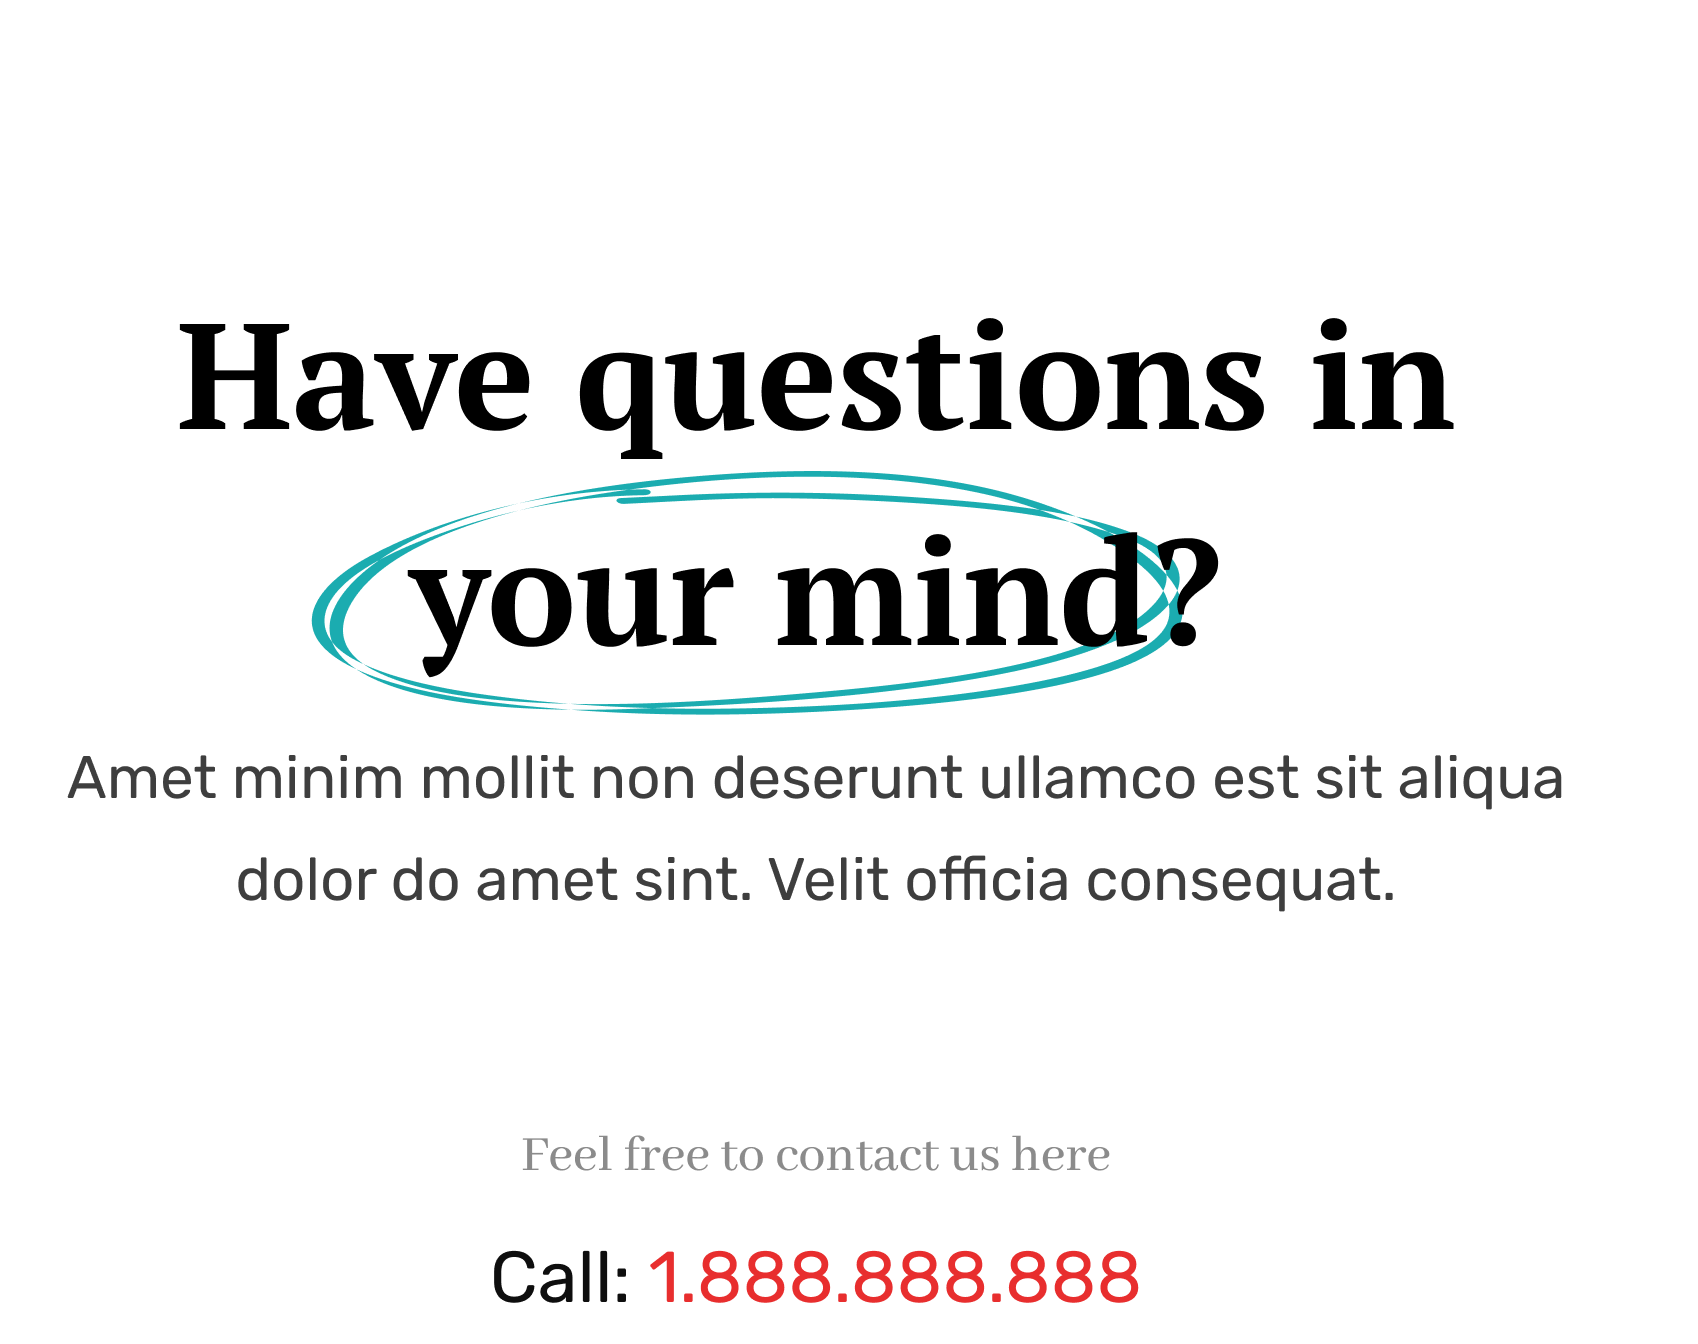 Have questions in
your mind?
Amet minim mollit non deserunt ullamco est sit aliqua
dolor do amet sint. Velit officia consequat.
Feel free to contact us here
Call: 1.888.888.888